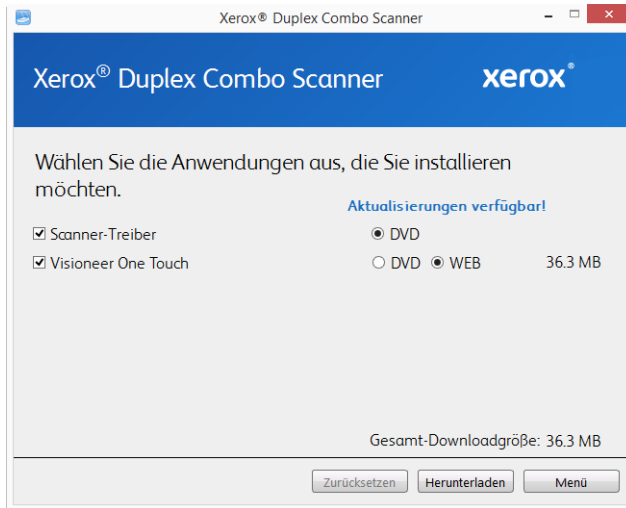 Xerox® Duplex Combo Scanner
Xerox® Duplex Combo Scanner
xerox®
Wählen Sie die Anwendungen aus, die Sie installieren
möchten.
Aktualisierungen verfügbar!
Scanner-Treiber DVD
Visioneer One Touch DVD WEB 36.3 MB
Gesamt-Downloadgröße: 36.3 MB
Zurücksetzen Herunterladen Menü